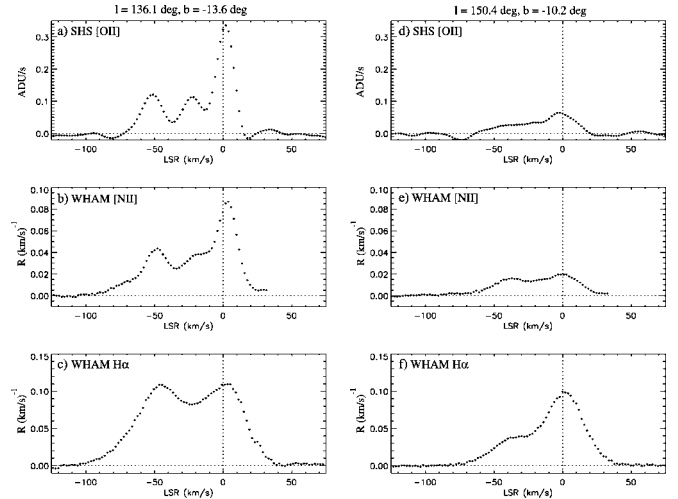 l = 136.1 deg, b = -13.6 deg
a) SHS [OII]
ADU/s
0.3
0.2
0.1
0.0
-100 -50 0 50
LSR (km/s)
b) WHAM [NII]
R (km/s)⁻¹
0.10
0.08
0.06
0.04
0.02
0.00
-100 -50 0 50
LSR (km/s)
c) WHAM Hα
R (km/s)⁻¹
0.15
0.10
0.05
0.00
-100 -50 0 50
LSR (km/s)
l = 150.4 deg, b = -10.2 deg
d) SHS [OII]
ADU/s
0.3
0.2
0.1
0.0
-100 -50 0 50
LSR (km/s)
e) WHAM [NII]
R (km/s)⁻¹
0.10
0.08
0.06
0.04
0.02
0.00
-100 -50 0 50
LSR (km/s)
f) WHAM Hα
R (km/s)⁻¹
0.15
0.10
0.05
0.00
-100 -50 0 50
LSR (km/s)